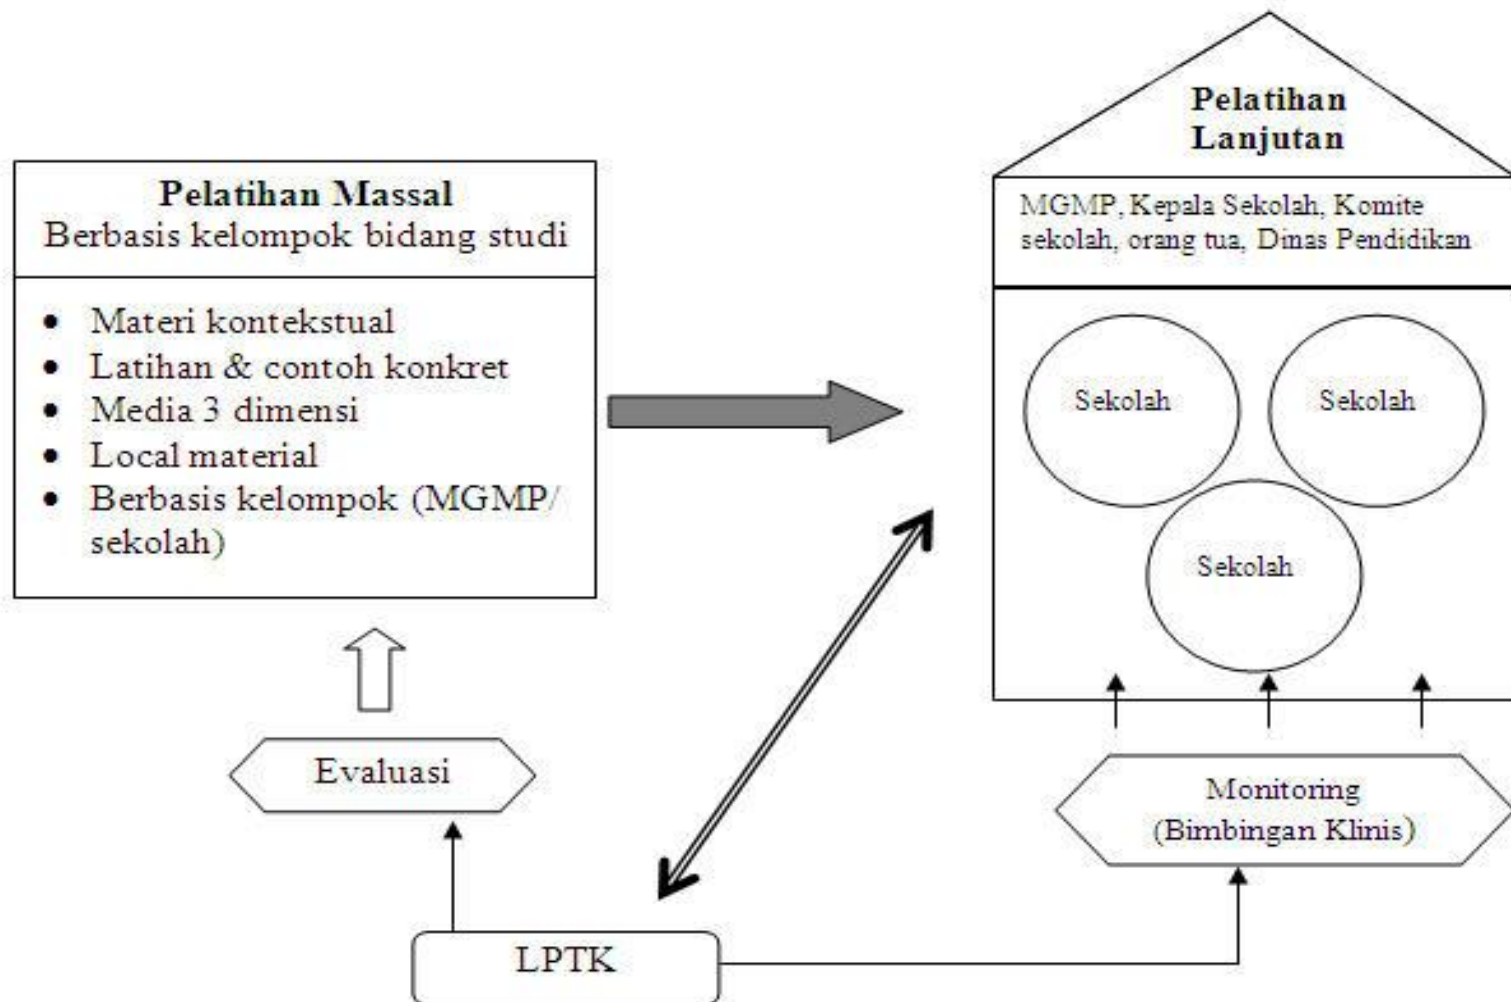 Pelatihan Massal
Berbasis kelompok bidang studi
• Materi kontekstual
• Latihan & contoh konkret
• Media 3 dimensi
• Local material
• Berbasis kelompok (MGMP/
sekolah)
Pelatihan
Lanjutan
MGMP, Kepala Sekolah, Komite
sekolah, orang tua, Dinas Pendidikan
Sekolah
Sekolah
Sekolah
Evaluasi
Monitoring
(Bimbingan Klinis)
LPTK